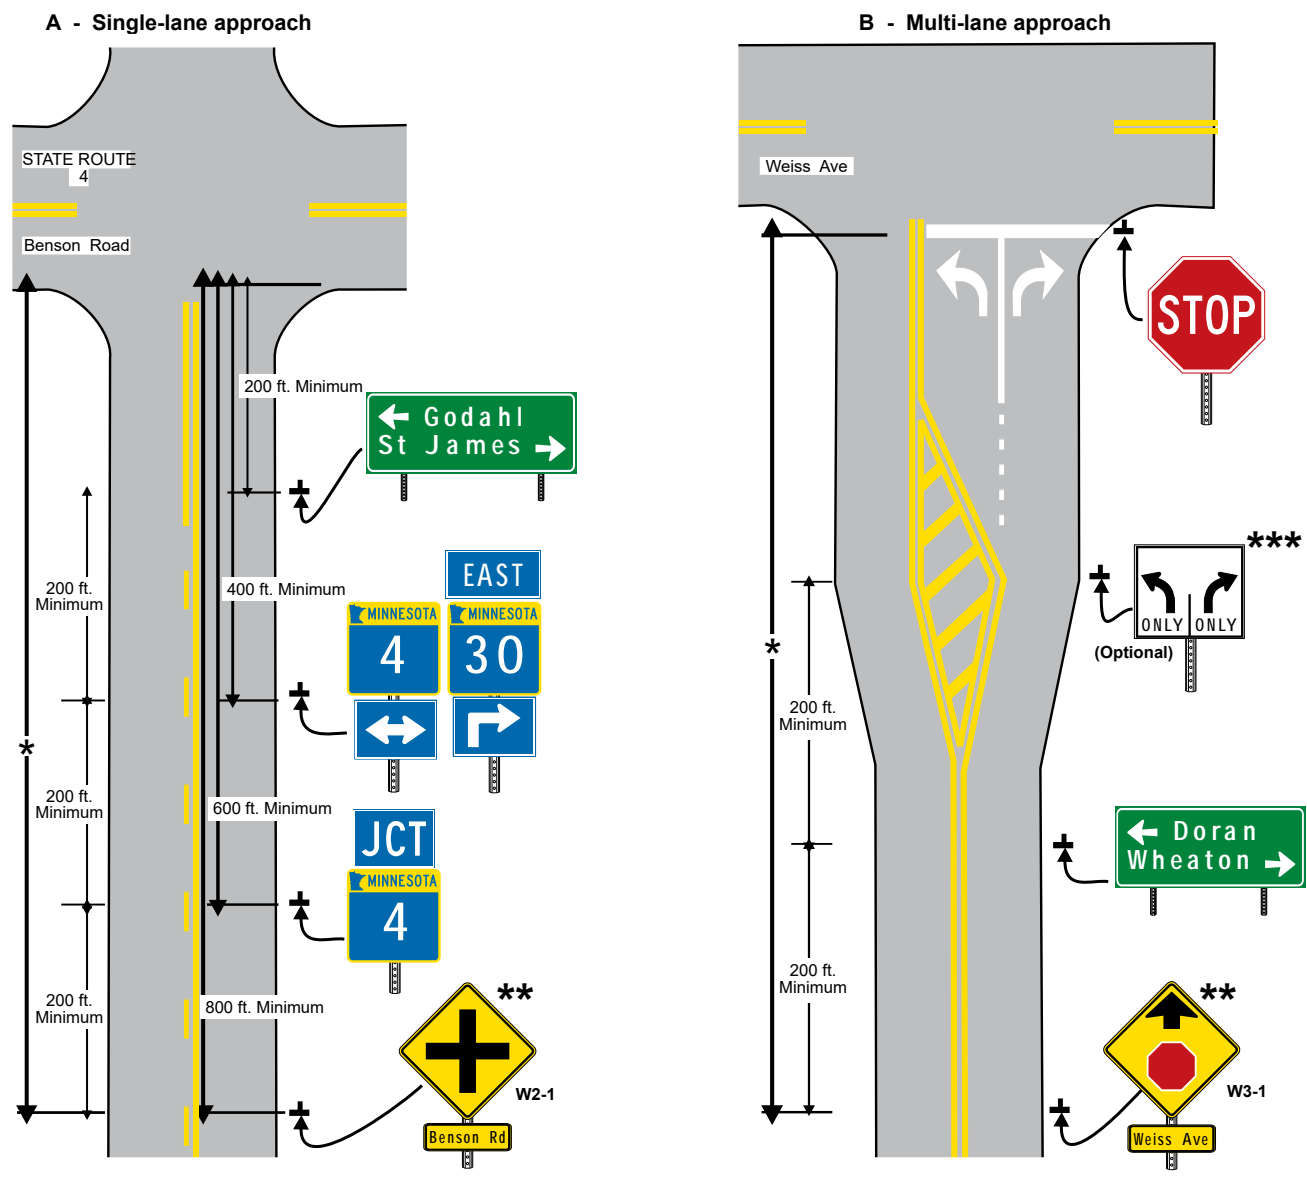 A - Single-lane approach
STATE ROUTE
4
Benson Road
200 ft. Minimum
Godahl
St James
200 ft.
Minimum
400 ft. Minimum
EAST
MINNESOTA
4
MINNESOTA
30
*
200 ft.
Minimum
600 ft. Minimum
JCT
MINNESOTA
4
200 ft.
Minimum
800 ft. Minimum
**
W2-1
Benson Rd
B - Multi-lane approach
Weiss Ave
STOP
***
ONLY ONLY
(Optional)
*
200 ft.
Minimum
Doran
Wheaton
200 ft.
Minimum
**
W3-1
Weiss Ave